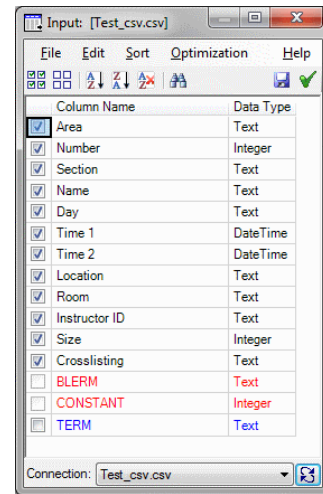 Input: [Test_csv.csv]
File Edit Sort Optimization Help
Column Name Data Type
Area Text
Number Integer
Section Text
Name Text
Day Text
Time 1 DateTime
Time 2 DateTime
Location Text
Room Text
Instructor ID Text
Size Integer
Crosslisting Text
BLERM Text
CONSTANT Integer
TERM Text
Connection: Test_csv.csv